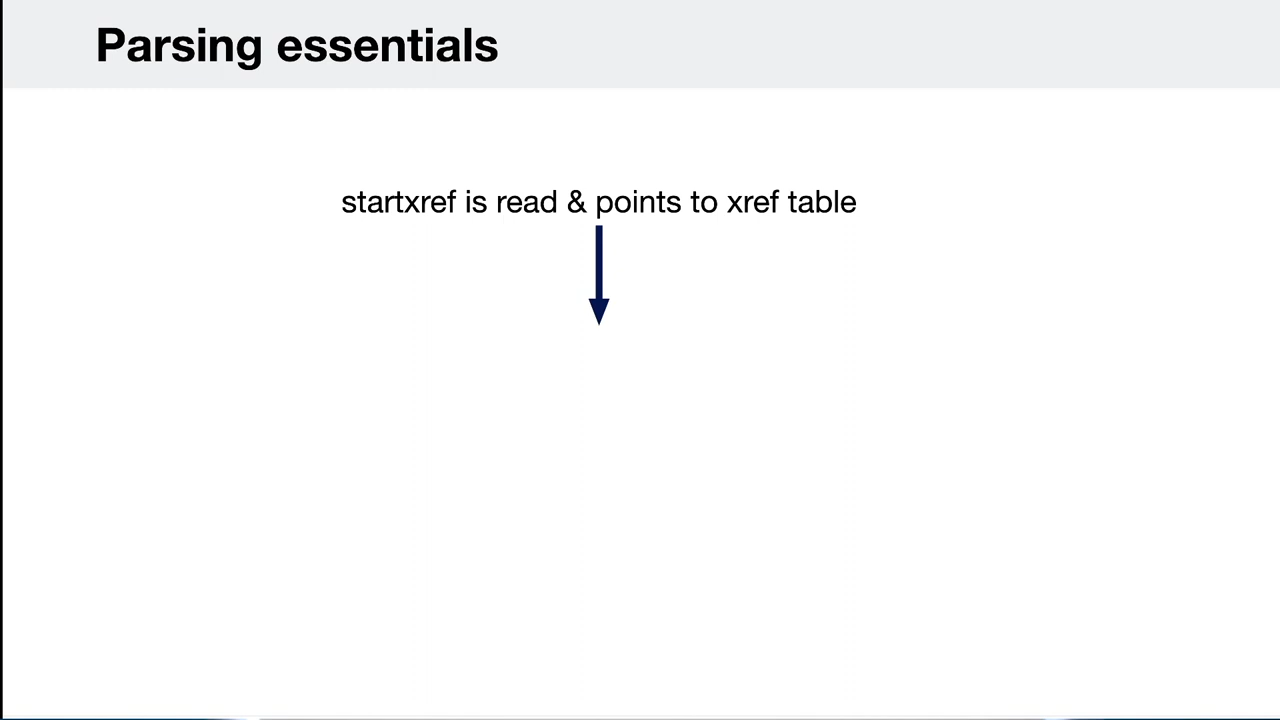 Parsing essentials
startxref is read & points to xref table